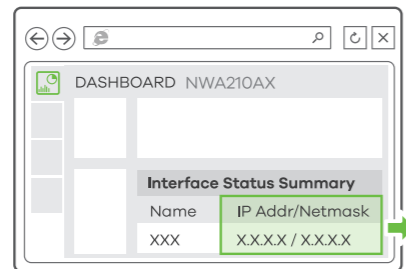 DASHBOARD NWA210AX
Interface Status Summary
Name IP Addr/Netmask
XXX X.X.X.X / X.X.X.X